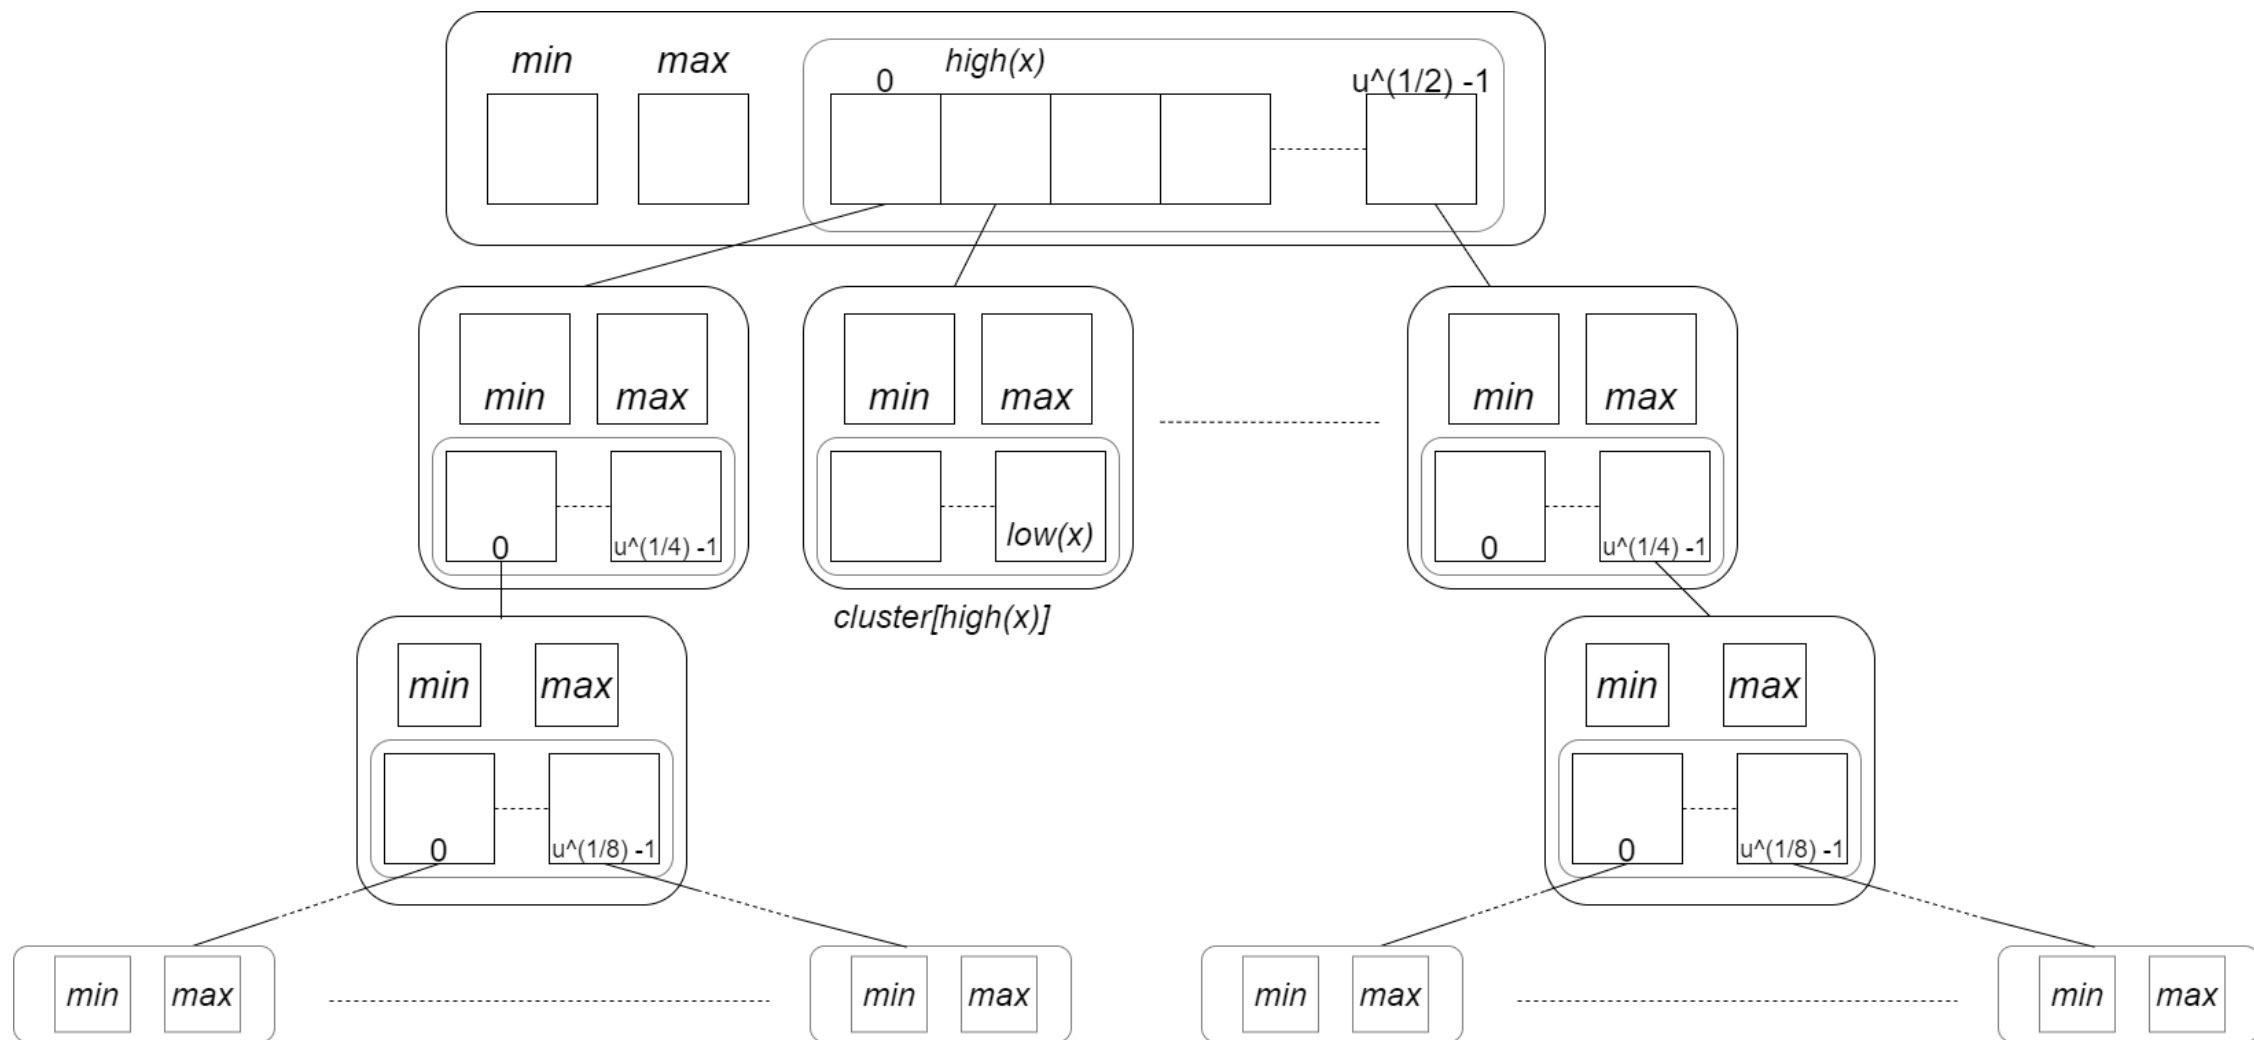 min max high(x)
0 u^(1/2) -1
min max min max min max
0 u^(1/4) -1 low(x) 0 u^(1/4) -1
cluster[high(x)]
min max min max
0 u^(1/8) -1 0 u^(1/8) -1
min max min max min max min max